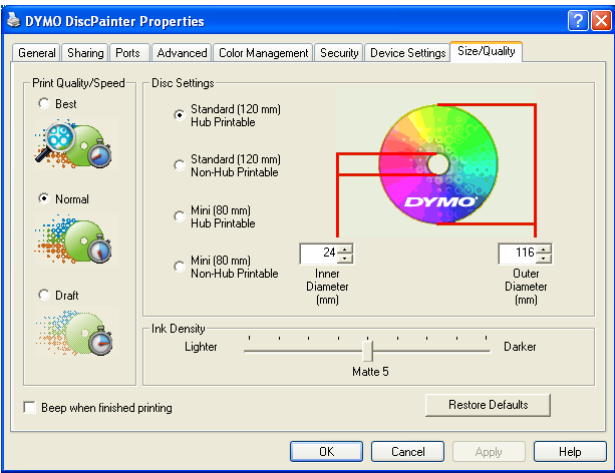 DYMO DiscPainter Properties
General Sharing Ports Advanced Color Management Security Device Settings Size/Quality
Print Quality/Speed
Best
Normal
Draft
Disc Settings
Standard (120 mm)
Hub Printable
Standard (120 mm)
Non-Hub Printable
Mini (80 mm)
Hub Printable
Mini (80 mm)
Non-Hub Printable
DYMO
24
Inner
Diameter
(mm)
116
Outer
Diameter
(mm)
Ink Density
Lighter
Darker
Matte 5
Beep when finished printing
Restore Defaults
OK Cancel Apply Help